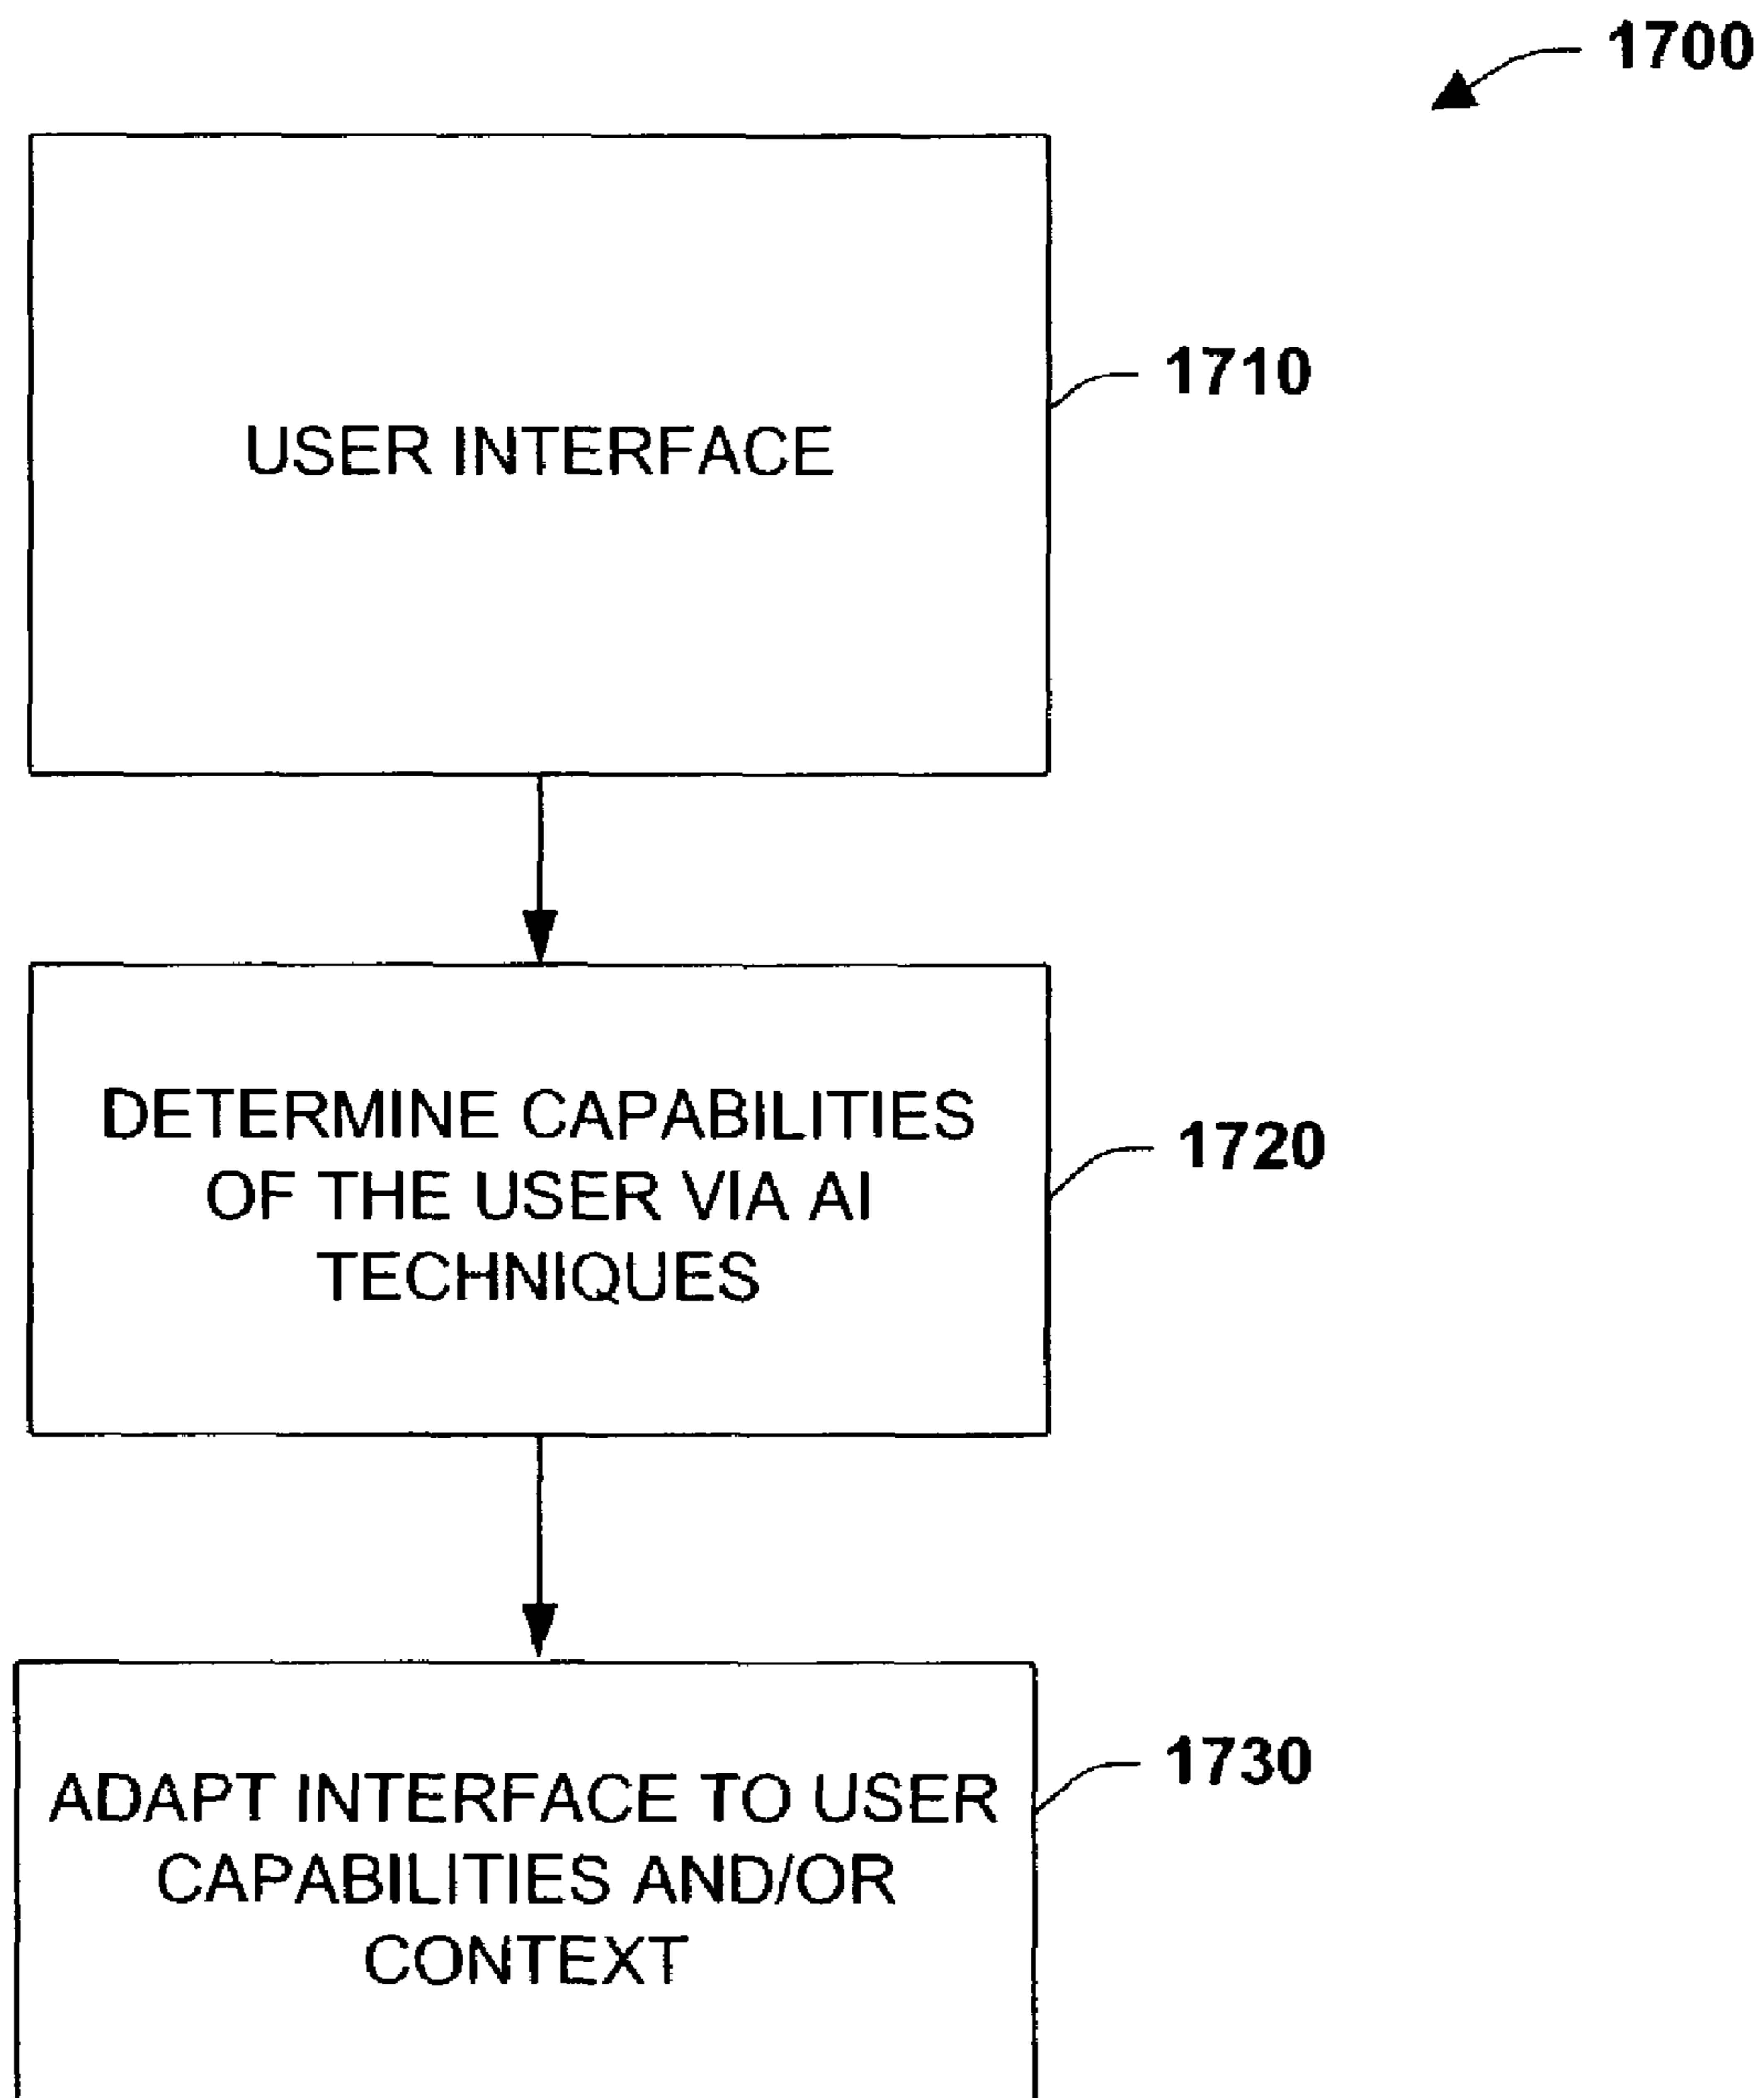 1700
USER INTERFACE
1710
DETERMINE CAPABILITIES
OF THE USER VIA AI
TECHNIQUES
1720
ADAPT INTERFACE TO USER
CAPABILITIES AND/OR
CONTEXT
1730